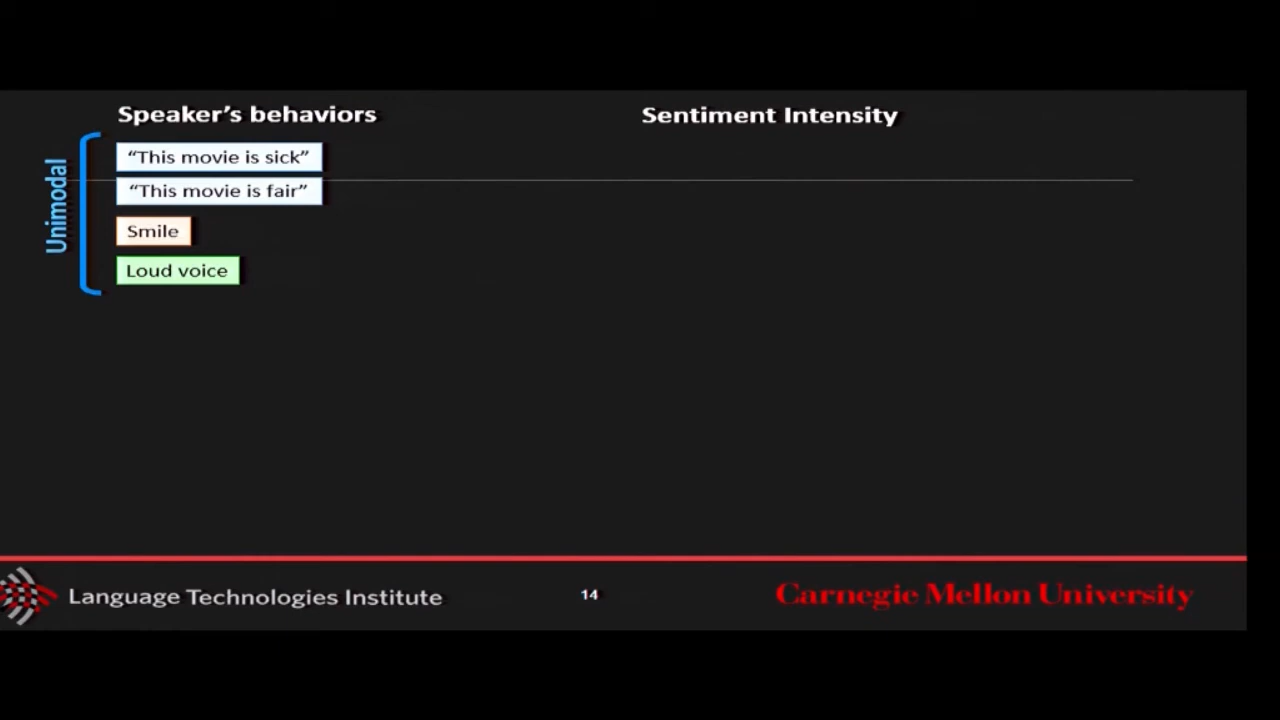 Speaker’s behaviors
Sentiment Intensity
Unimodal
“This movie is sick”
“This movie is fair”
Smile
Loud voice
Language Technologies Institute
14
Carnegie Mellon University